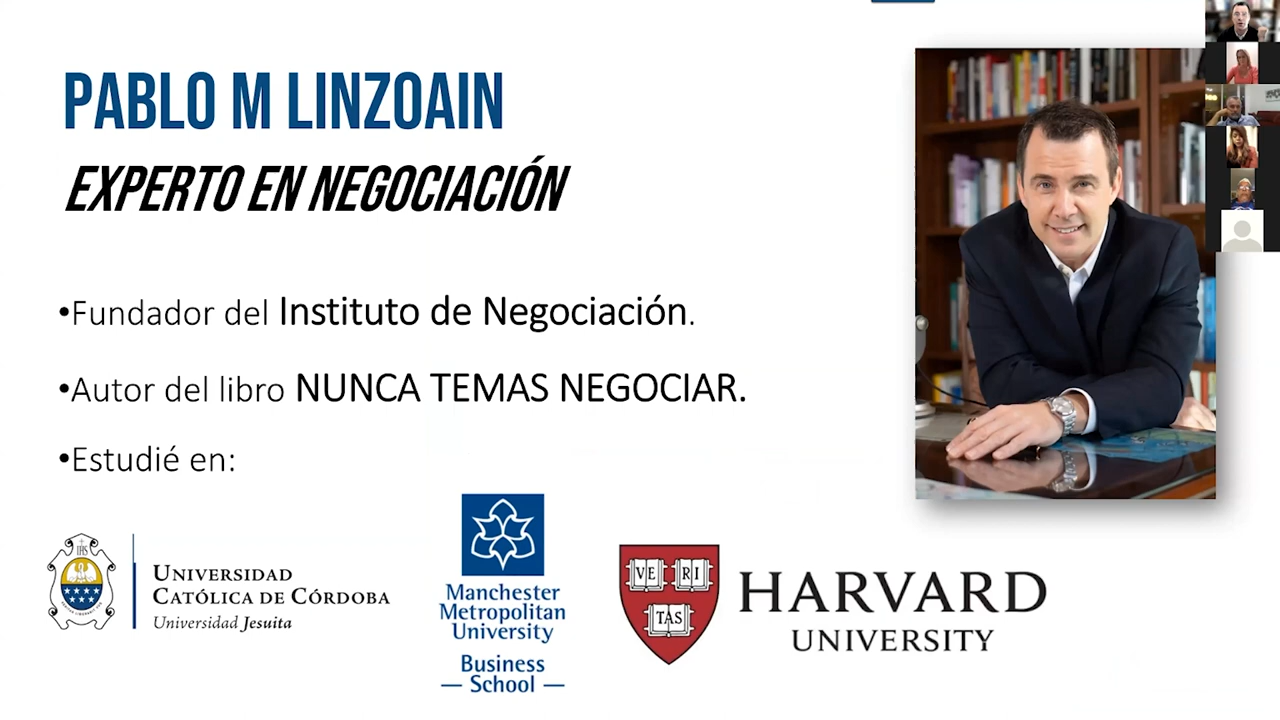 PABLO M LINZOAIN
EXPERTO EN NEGOCIACIÓN
•Fundador del Instituto de Negociación.
•Autor del libro NUNCA TEMAS NEGOCIAR.
•Estudié en:
IHS
UNIVERSIDAD
CATÓLICA DE CÓRDOBA
Universidad Jesuita
Manchester
Metropolitan
University
Business
— School —
VE RI
TAS
HARVARD
UNIVERSITY